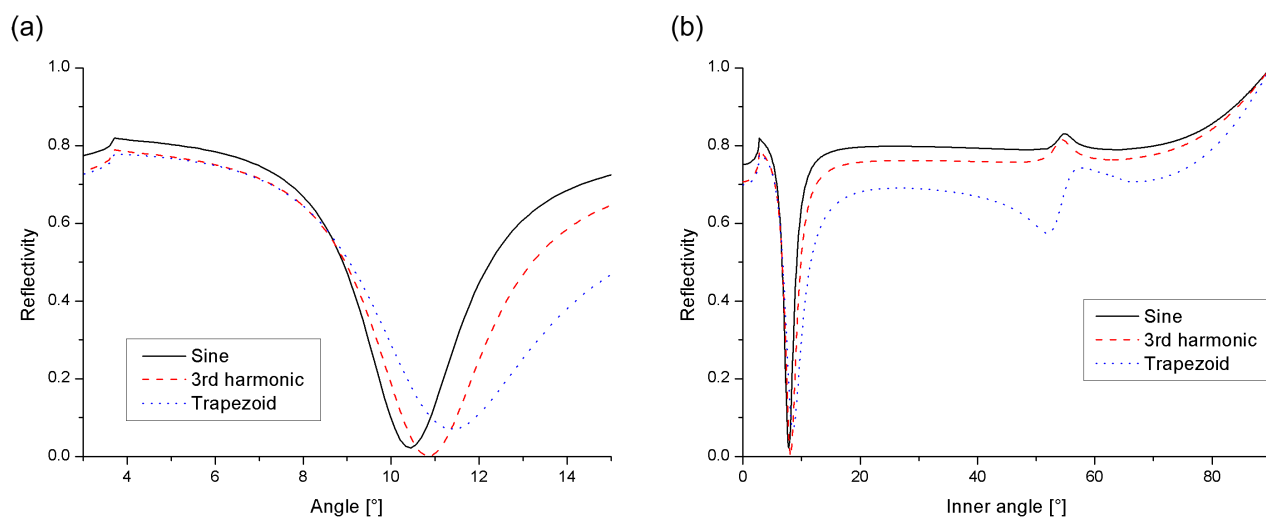 (a)
1.0
0.8
0.6
0.4
0.2
0.0
Reflectivity
4 6 8 10 12 14
Angle [°]
Sine
3rd harmonic
Trapezoid
(b)
1.0
0.8
0.6
0.4
0.2
0.0
Reflectivity
0 20 40 60 80
Inner angle [°]
Sine
3rd harmonic
Trapezoid